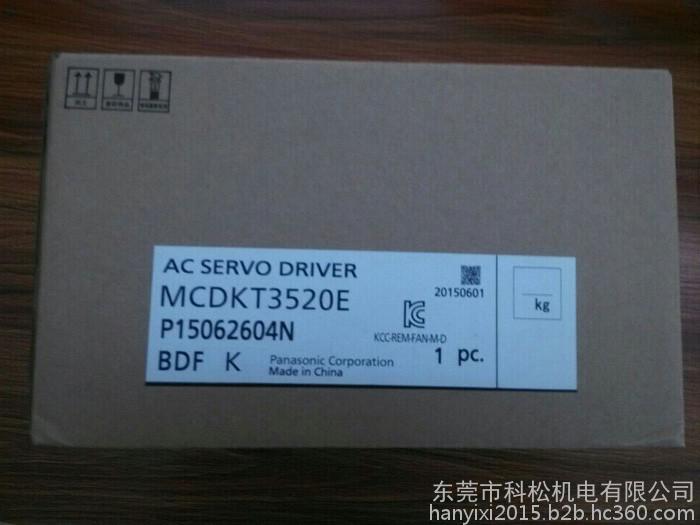 AC SERVO DRIVER
MCDKT3520E
P15062604N
BDF K
Panasonic Corporation
Made in China
20150601
KCC-REM-FAN-M-D
1 pc.
kg
东莞市科松机电有限公司
hanyixi2015.b2b.hc360.com